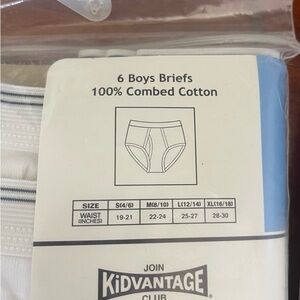 6 Boys Briefs
100% Combed Cotton
SIZE S(4/6) M(8/10) L(12/14) XL(16/18)
WAIST (INCHES) 19-21 22-24 25-27 28-30
JOIN
KiDVANTAGE
CLUB